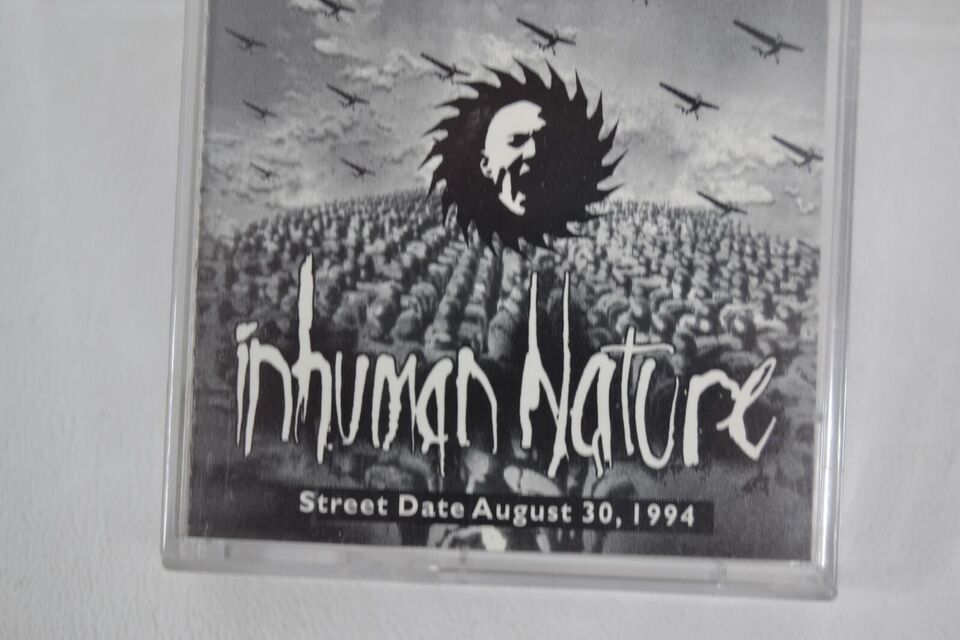 inhuman Nature
Street Date August 30, 1994